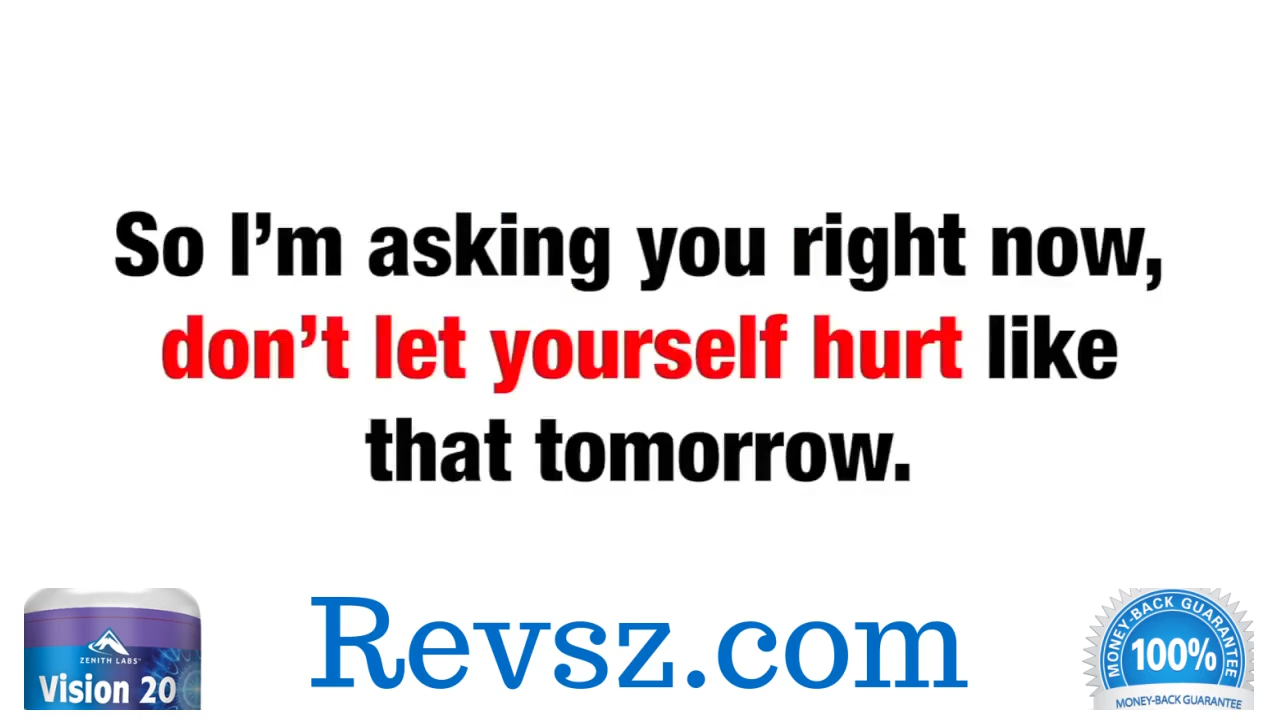 So I’m asking you right now,
don’t let yourself hurt like
that tomorrow.
ZENITH LABS™
Vision 20
Revsz.com
MONEY-BACK GUARANTEE
100%
MONEY-BACK GUARANTEE